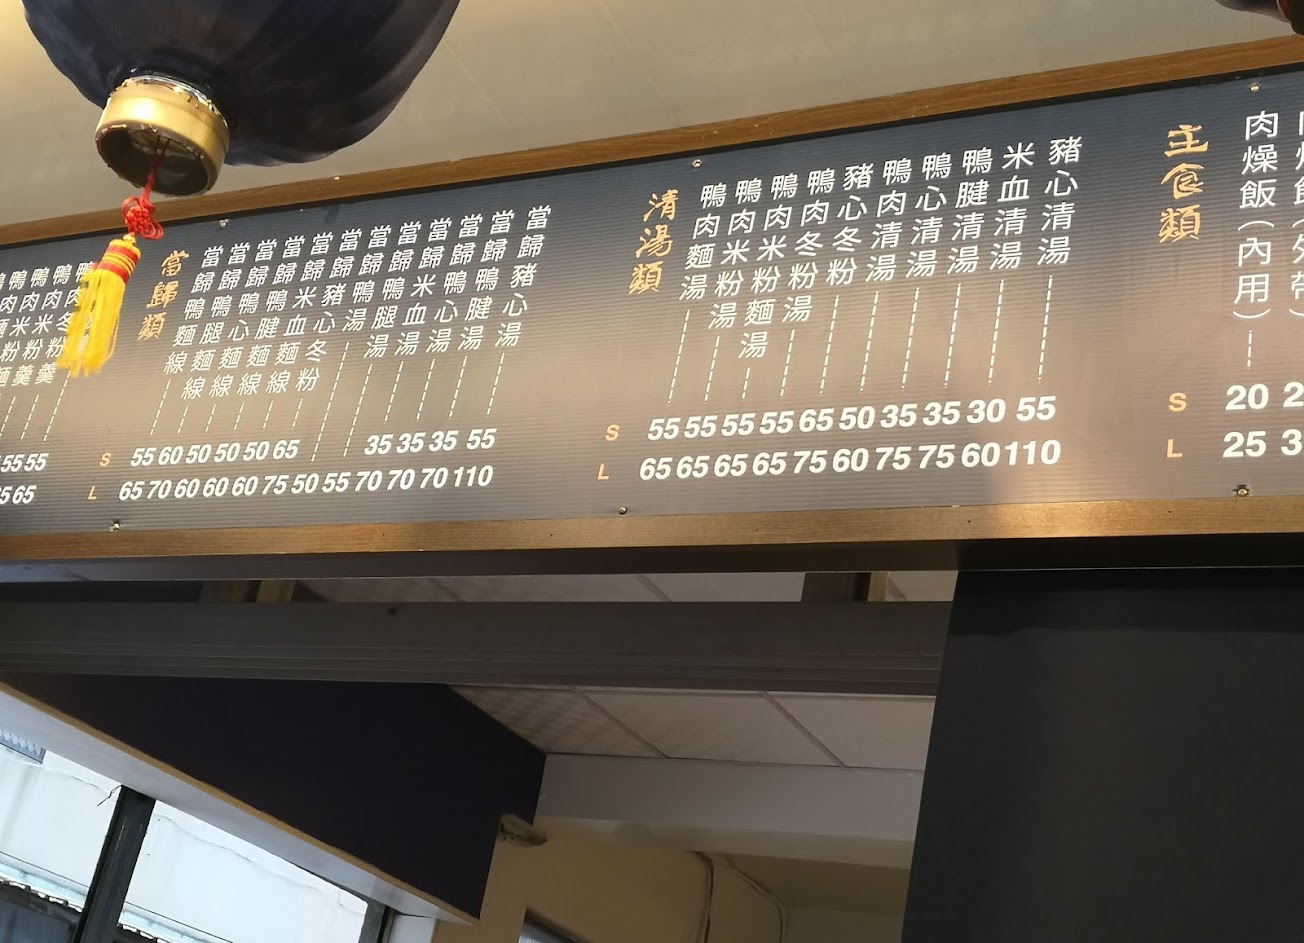 55 55
65
當歸類
當歸鴨麵線
當歸鴨腿麵線
當歸鴨心麵線
當歸鴨腱麵線
當歸米血麵線
當歸豬心冬粉
當歸鴨湯
當歸鴨腿湯
當歸米血湯
當歸鴨心湯
當歸鴨腱湯
當歸豬心湯
S 55 60 50 50 50 65 35 35 35 55
L 65 70 60 60 60 75 50 55 70 70 70 110
清湯類
鴨肉麵湯
鴨肉米粉湯
鴨肉米粉麵湯
鴨肉冬粉湯
豬心冬粉
鴨肉清湯
鴨心清湯
鴨腱清湯
米血清湯
豬心清湯
S 55 55 55 55 65 50 35 35 30 55
L 65 65 65 65 75 60 75 75 60 110
主食類
肉燥飯(內用)
S 20
L 25